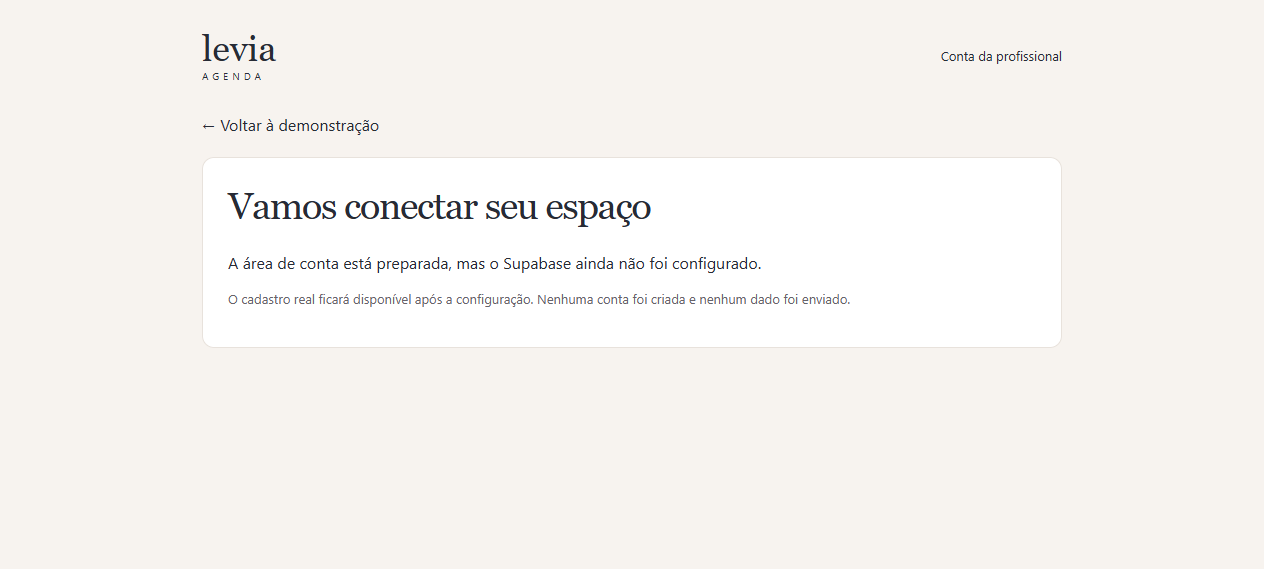 levia
AGENDA
Conta da profissional
← Voltar à demonstração
Vamos conectar seu espaço
A área de conta está preparada, mas o Supabase ainda não foi configurado.
O cadastro real ficará disponível após a configuração. Nenhuma conta foi criada e nenhum dado foi enviado.